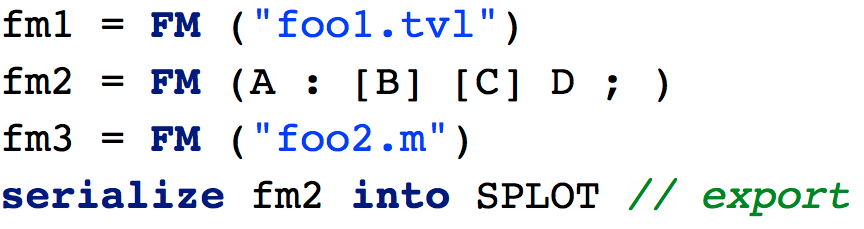 fm1 = FM ("foo1.tvl")
fm2 = FM (A : [B] [C] D ; )
fm3 = FM ("foo2.m")
serialize fm2 into SPLOT // export